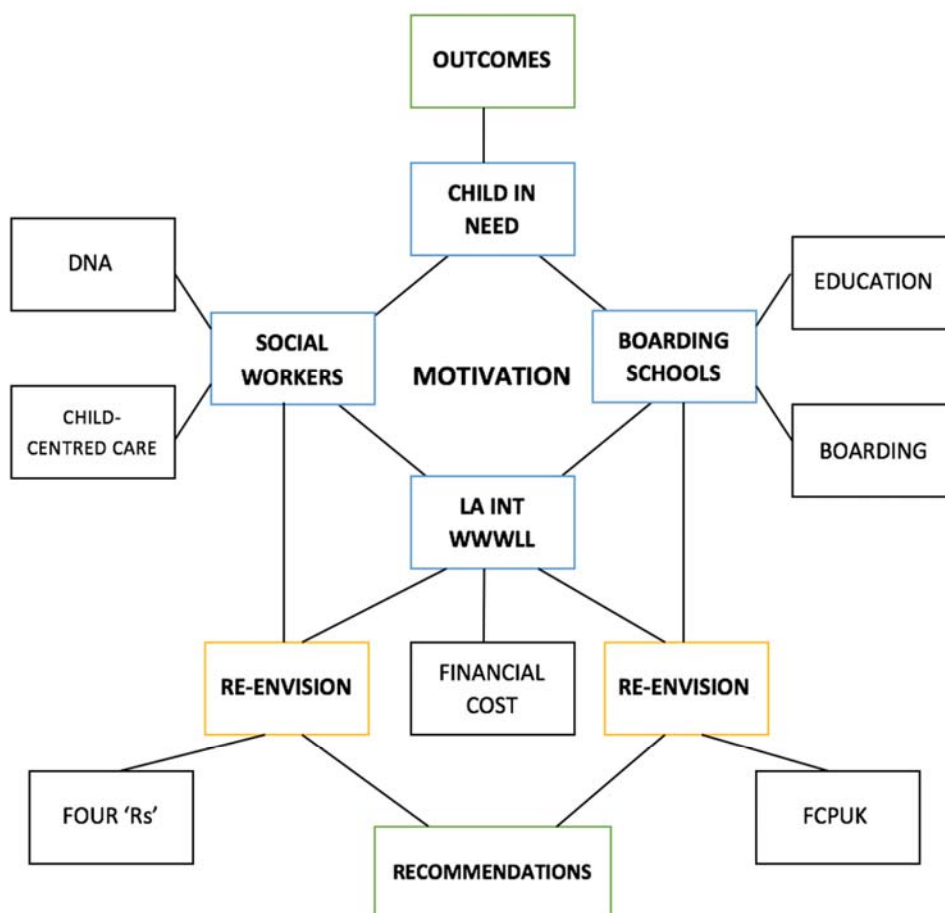 OUTCOMES
CHILD IN
NEED
DNA
EDUCATION
SOCIAL
WORKERS
MOTIVATION
BOARDING
SCHOOLS
CHILD-
CENTRED CARE
BOARDING
LA INT
WWWLL
RE-ENVISION
FINANCIAL
COST
RE-ENVISION
FOUR ‘Rs’
FCPUK
RECOMMENDATIONS